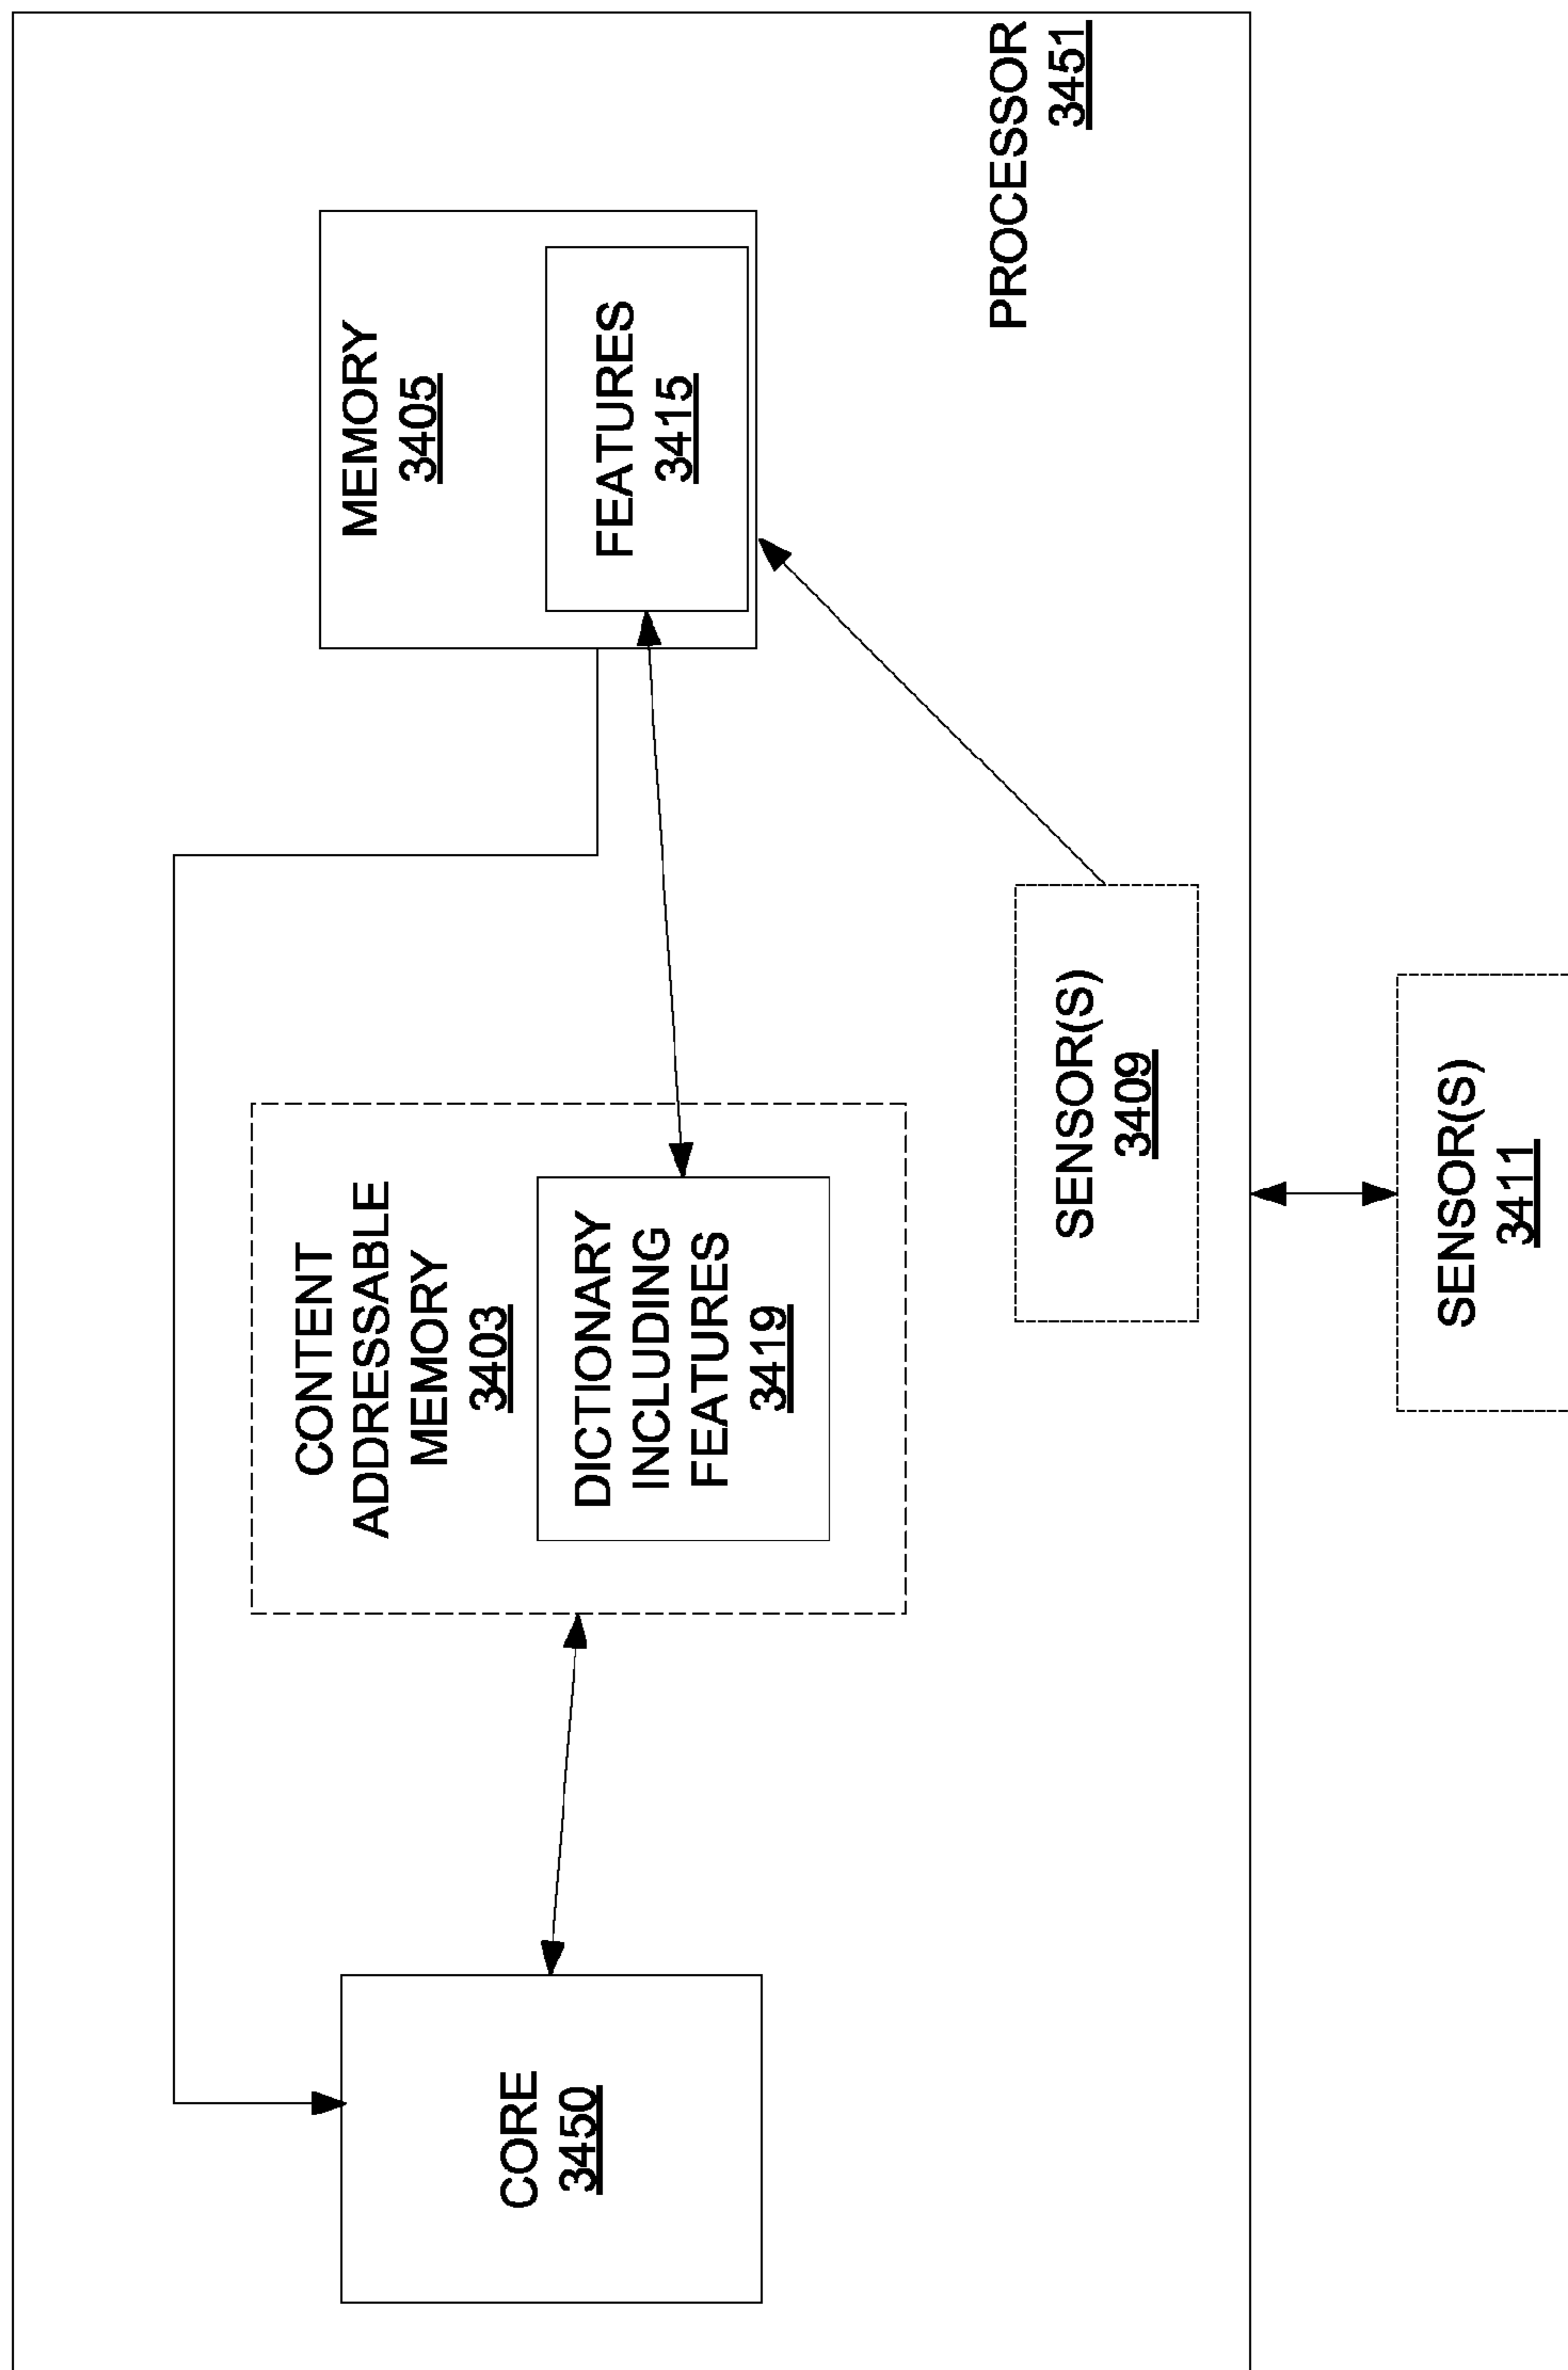 CORE
3450
CONTENT
ADDRESSABLE
MEMORY
3403
DICTIONARY
INCLUDING
FEATURES
3419
MEMORY
3405
FEATURES
3415
SENSOR(S)
3409
PROCESSOR
3451
SENSOR(S)
3411